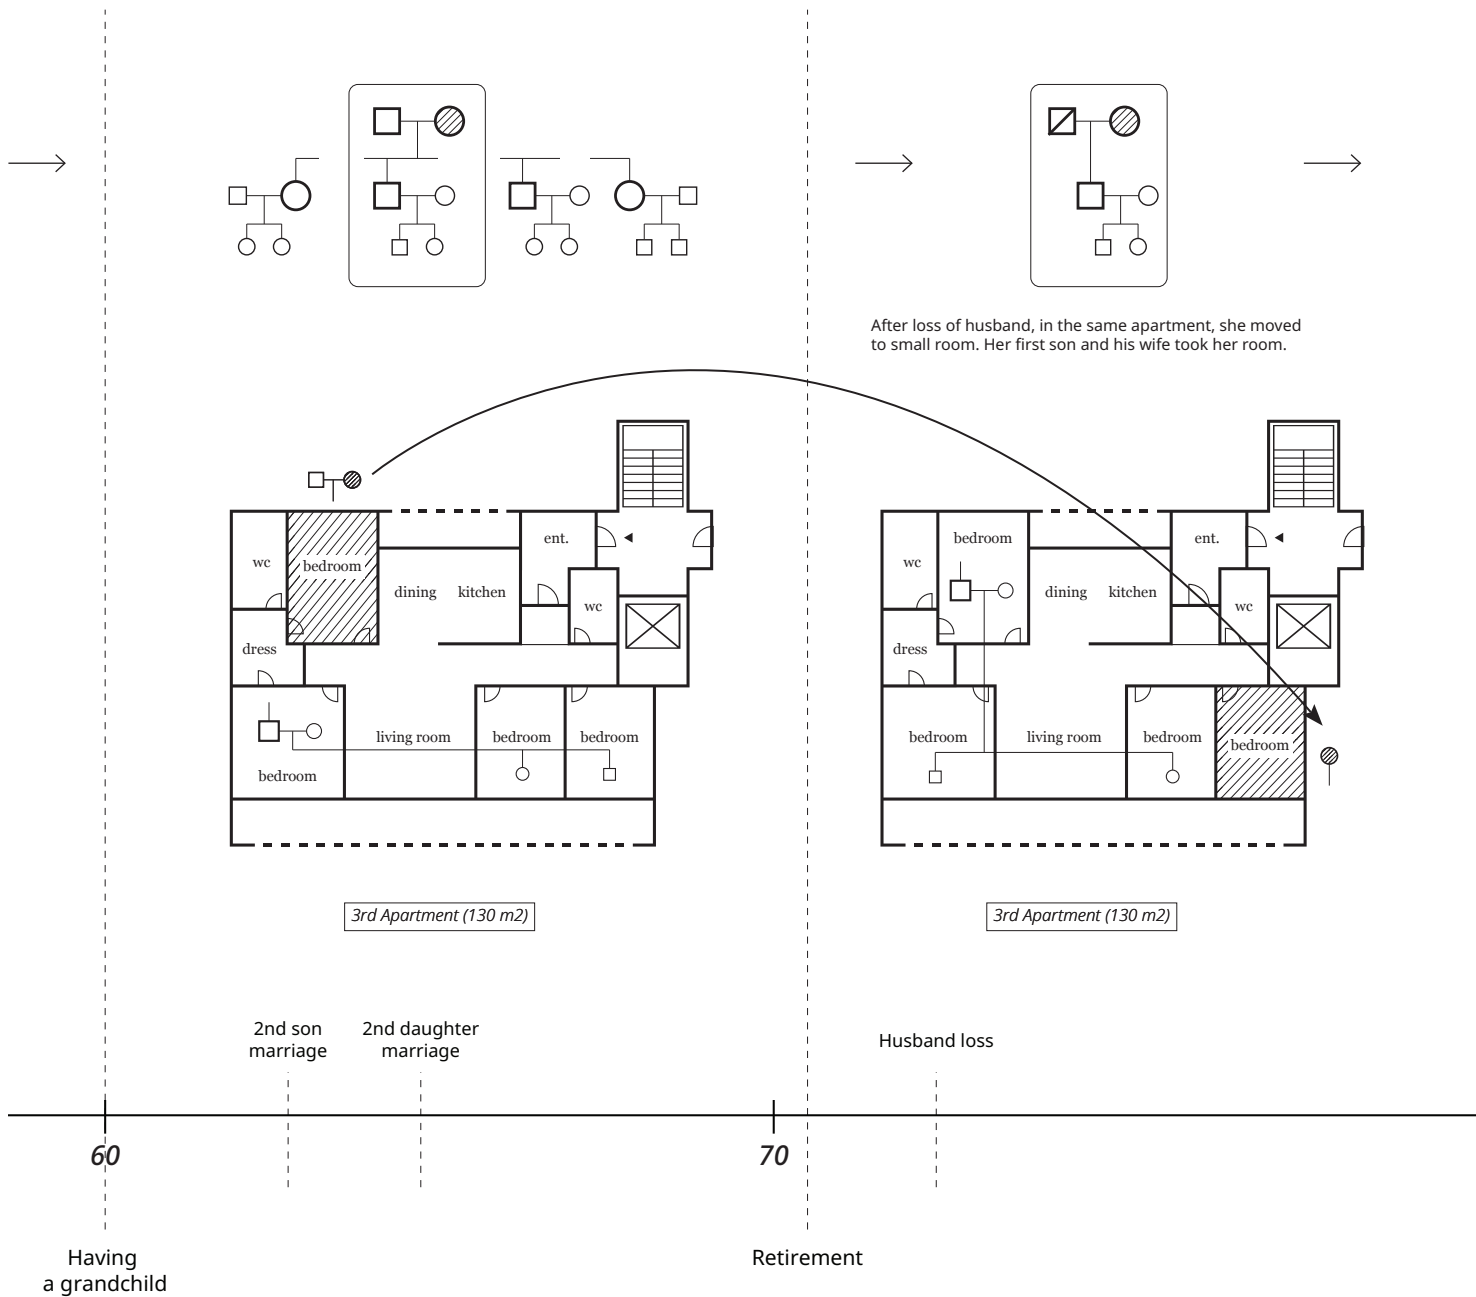 After loss of husband, in the same apartment, she moved
to small room. Her first son and his wife took her room.
wc
bedroom
dining
kitchen
ent.
wc
dress
living room
bedroom
bedroom
bedroom
wc
bedroom
dining
kitchen
ent.
wc
dress
bedroom
living room
bedroom
bedroom
3rd Apartment (130 m2)
3rd Apartment (130 m2)
2nd son
marriage
2nd daughter
marriage
Husband loss
60
70
Having
a grandchild
Retirement